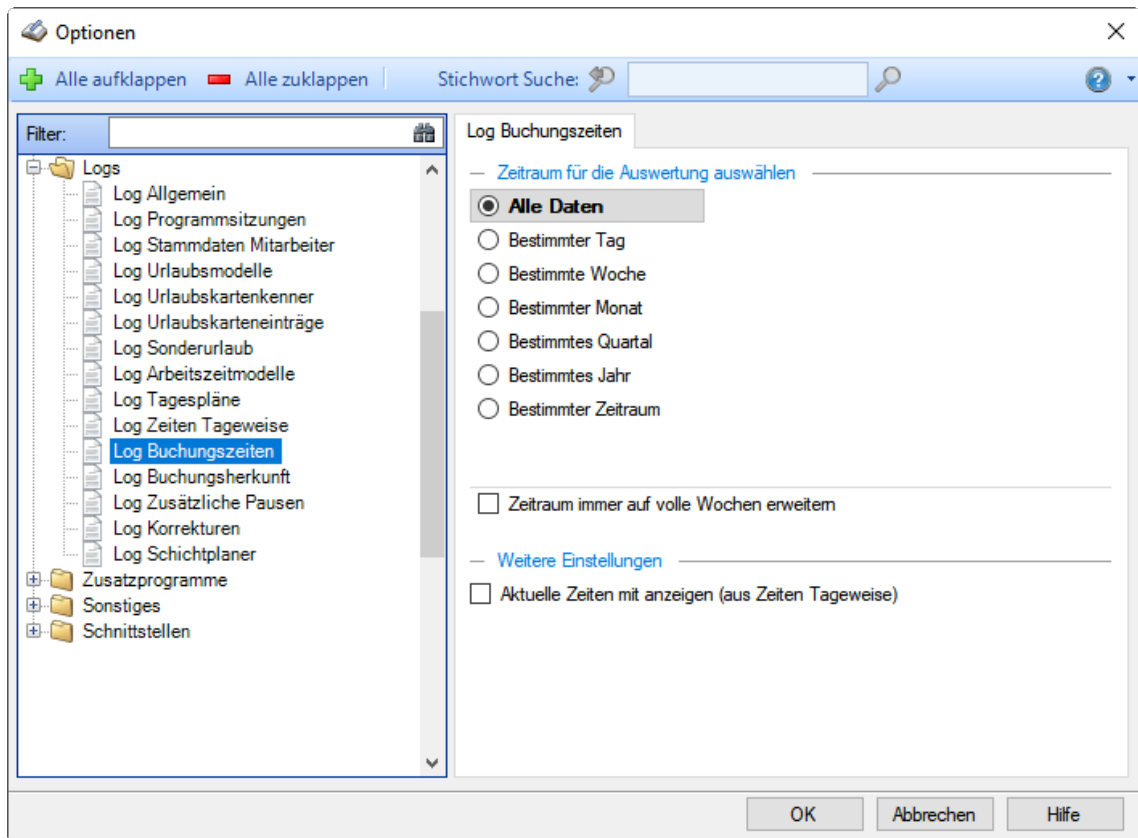 Optionen
Alle aufklappen Alle zuklappen Stichwort Suche:
Filter:
Logs
Log Allgemein
Log Programmsitzungen
Log Stammdaten Mitarbeiter
Log Urlaubsmodelle
Log Urlaubskartenkenner
Log Urlaubskarteneinträge
Log Sonderurlaub
Log Arbeitszeitmodelle
Log Tagespläne
Log Zeiten Tageweise
Log Buchungszeiten
Log Buchungsherkunft
Log Zusätzliche Pausen
Log Korrekturen
Log Schichtplaner
Zusatzprogramme
Sonstiges
Schnittstellen
Log Buchungszeiten
Zeitraum für die Auswertung auswählen
Alle Daten
Bestimmter Tag
Bestimmte Woche
Bestimmter Monat
Bestimmtes Quartal
Bestimmtes Jahr
Bestimmter Zeitraum
Zeitraum immer auf volle Wochen erweitern
Weitere Einstellungen
Aktuelle Zeiten mit anzeigen (aus Zeiten Tageweise)
OK Abbrechen Hilfe